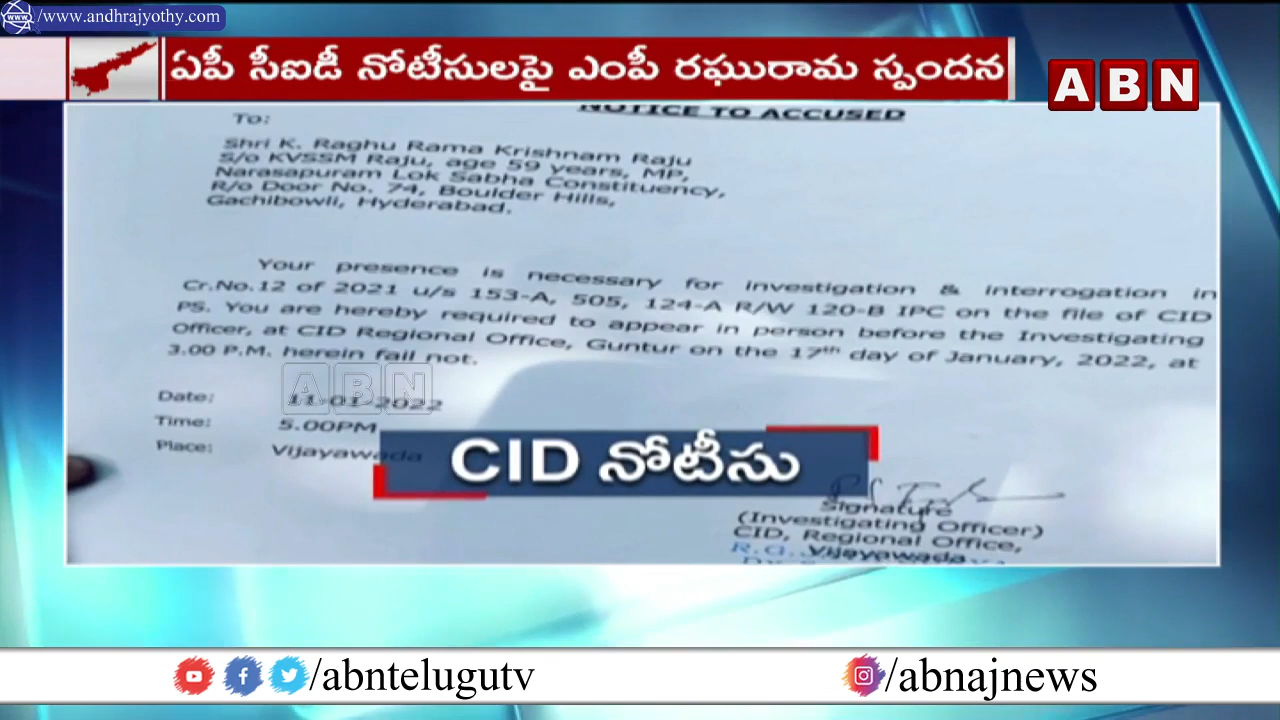 www://www.andhrajyothy.com
ఏపీ సీఐడీ నోటీసులపై ఎంపీ రఘురామ స్పందన
ABN
NOTICE TO ACCUSED
To:
Shri K. Raghu Rama Krishnam Raju
S/o KVSSM Raju, age 59 years, MP,
Narasapuram Lok Sabha Constituency,
R/o Door No. 74, Boulder Hills,
Gachibowli, Hyderabad.
Your presence is necessary for investigation & interrogation in
Cr.No.12 of 2021 u/s 153-A, 505, 124-A R/W 120-B IPC on the file of CID
PS. You are hereby required to appear in person before the Investigating
Officer, at CID Regional Office, Guntur on the 17th day of January, 2022, at
3.00 P.M. herein fail not.
ABN
Date: 11-01-2022
Time: 5.00PM
Place: Vijayawada
CID నోటీసు
Signature
(Investigating Officer)
CID, Regional Office,
Vijayawada
/abntelugutv
/abnajnews